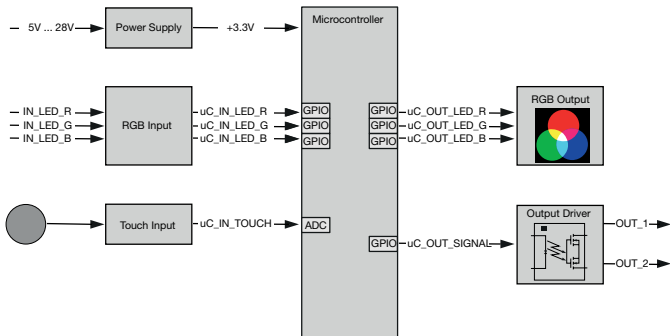 Microcontroller
5V ... 28V
Power Supply
+3.3V
IN_LED_R
IN_LED_G
IN_LED_B
RGB Input
uC_IN_LED_R
uC_IN_LED_G
uC_IN_LED_B
GPIO
GPIO
GPIO
GPIO
GPIO
GPIO
uC_OUT_LED_R
uC_OUT_LED_G
uC_OUT_LED_B
RGB Output
Touch Input
uC_IN_TOUCH
ADC
GPIO
uC_OUT_SIGNAL
Output Driver
OUT_1
OUT_2